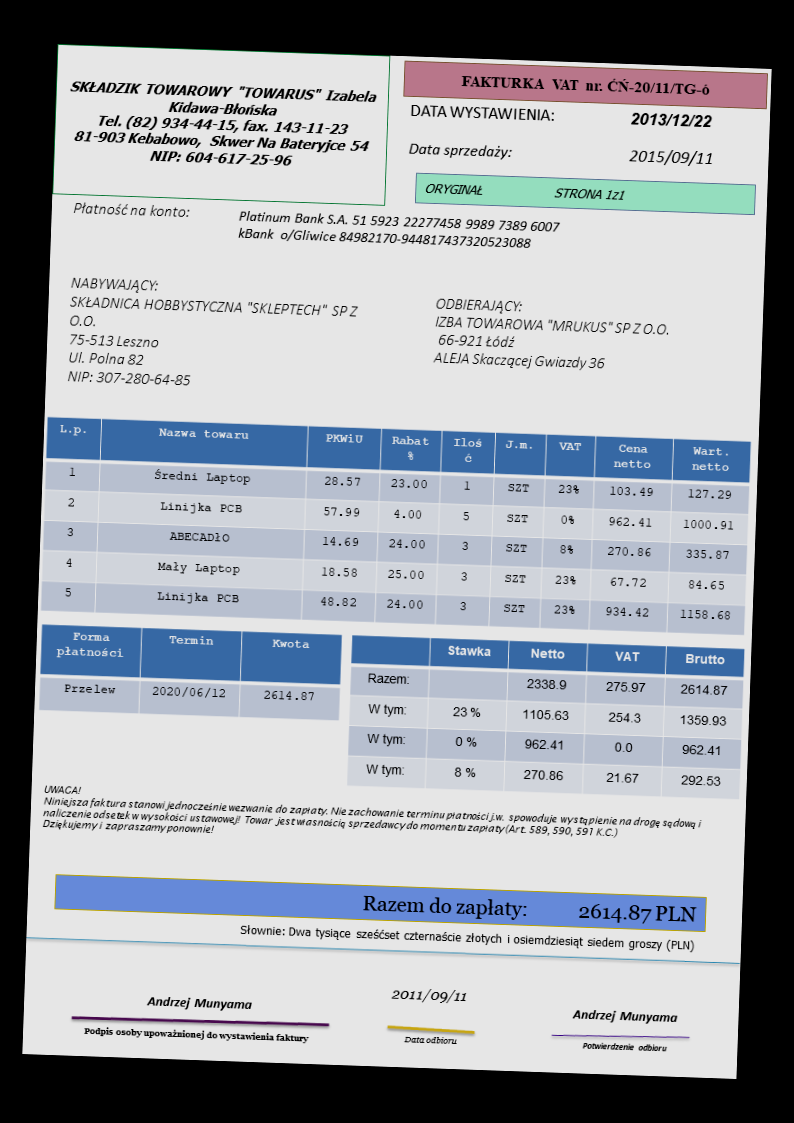 SKŁADZIK TOWAROWY "TOWARUS" Izabela
Kidawa-Błońska
Tel. (82) 934-44-15, fax. 143-11-23
81-903 Kebabowo, Skwer Na Bateryjce 54
NIP: 604-617-25-96
FAKTURKA VAT nr. ĆŃ-20/11/TG-ó
DATA WYSTAWIENIA: 2013/12/22
Data sprzedaży: 2015/09/11
ORYGINAŁ STRONA 1z1
Płatność na konto: Platinum Bank S.A. 51 5923 22277458 9989 7389 6007
kBank o/Gliwice 84982170-944817437320523088
NABYWAJĄCY:
SKŁADNICA HOBBYSTYCZNA "SKLEPTECH" SP Z
O.O.
75-513 Leszno
Ul. Polna 82
NIP: 307-280-64-85
ODBIERAJĄCY:
IZBA TOWAROWA "MRUKUS" SP Z O.O.
66-921 Łódź
ALEJA Skaczącej Gwiazdy 36
L.p. Nazwa towaru PKWiU Rabat % Iloś ć J.m. VAT Cena netto Wart. netto
1 Średni Laptop 28.57 23.00 1 SZT 23% 103.49 127.29
2 Linijka PCB 57.99 4.00 5 SZT 0% 962.41 1000.91
3 ABECADłO 14.69 24.00 3 SZT 8% 270.86 335.87
4 Mały Laptop 18.58 25.00 3 SZT 23% 67.72 84.65
5 Linijka PCB 48.82 24.00 3 SZT 23% 934.42 1158.68
Forma płatności Termin Kwota
Przelew 2020/06/12 2614.87
Stawka Netto VAT Brutto
Razem: 2338.9 275.97 2614.87
W tym: 23 % 1105.63 254.3 1359.93
W tym: 0 % 962.41 0.0 962.41
W tym: 8 % 270.86 21.67 292.53
UWAGA!
Niniejsza faktura stanowi jednocześnie wezwanie do zapłaty. Nie zachowanie terminu płatności j.w. spowoduje wystąpienie na drogę sądową i
naliczenie odsetek w wysokości ustawowej! Towar jest własnością sprzedawcy do momentu zapłaty (Art. 589, 590, 591 K.C.)
Dziękujemy i zapraszamy ponownie!
Razem do zapłaty: 2614.87 PLN
Słownie: Dwa tysiące sześćset czternaście złotych i osiemdziesiąt siedem groszy (PLN)
Andrzej Munyama
Podpis osoby upoważnionej do wystawienia faktury
2011/09/11
Data odbioru
Andrzej Munyama
Potwierdzenie odbioru